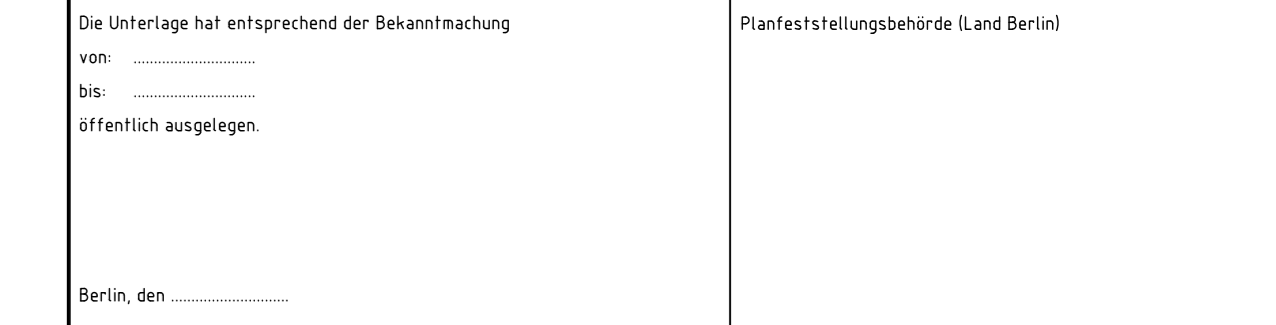 Die Unterlage hat entsprechend der Bekanntmachung
von: ..............................
bis: ..............................
öffentlich ausgelegen.
Berlin, den .............................
Planfeststellungsbehörde (Land Berlin)